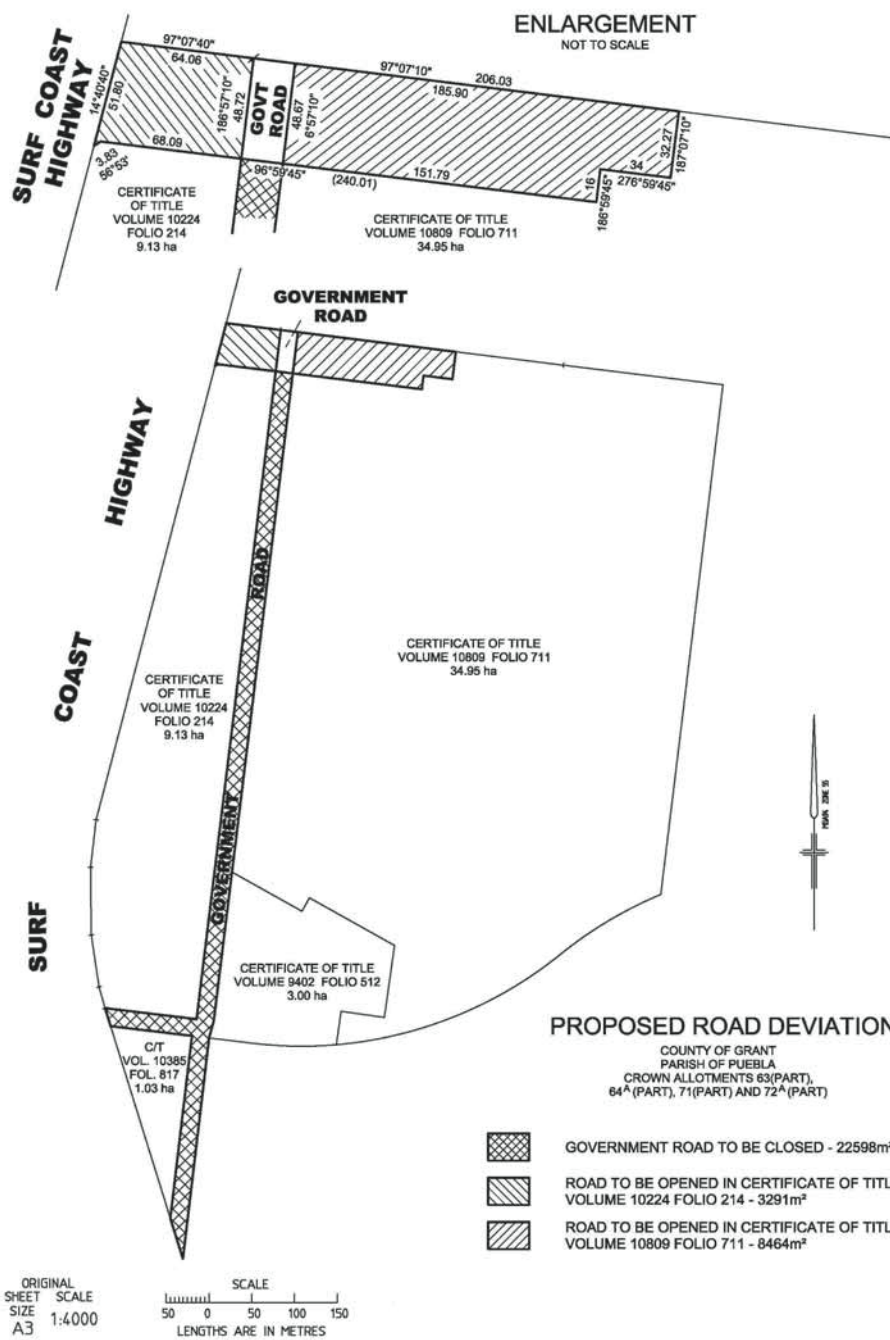 ENLARGEMENT
NOT TO SCALE
SURF COAST
HIGHWAY
97°07'40"
64.06
14°40'40"
51.80
186°57'10"
48.72
GOVT
ROAD
48.67
6°57'10"
97°07'10"
206.03
185.90
32.27
187°07'10"
68.09
3.83
56°53'
96°59'45"
(240.01)
151.79
16
186°59'45"
34
276°59'45"
CERTIFICATE
OF TITLE
VOLUME 10224
FOLIO 214
9.13 ha
CERTIFICATE OF TITLE
VOLUME 10809 FOLIO 711
34.95 ha
GOVERNMENT
ROAD
SURF COAST HIGHWAY
GOVERNMENT ROAD
CERTIFICATE OF TITLE
VOLUME 10809 FOLIO 711
34.95 ha
CERTIFICATE
OF TITLE
VOLUME 10224
FOLIO 214
9.13 ha
MGA94 ZONE 55
CERTIFICATE OF TITLE
VOLUME 9402 FOLIO 512
3.00 ha
C/T
VOL. 10385
FOL. 817
1.03 ha
PROPOSED ROAD DEVIATION
COUNTY OF GRANT
PARISH OF PUEBLA
CROWN ALLOTMENTS 63(PART),
64A (PART), 71(PART) AND 72A (PART)
GOVERNMENT ROAD TO BE CLOSED - 22598m²
ROAD TO BE OPENED IN CERTIFICATE OF TITL
VOLUME 10224 FOLIO 214 - 3291m²
ROAD TO BE OPENED IN CERTIFICATE OF TITL
VOLUME 10809 FOLIO 711 - 8464m²
ORIGINAL
SHEET SCALE
SIZE
A3 1:4000
SCALE
50 0 50 100 150
LENGTHS ARE IN METRES